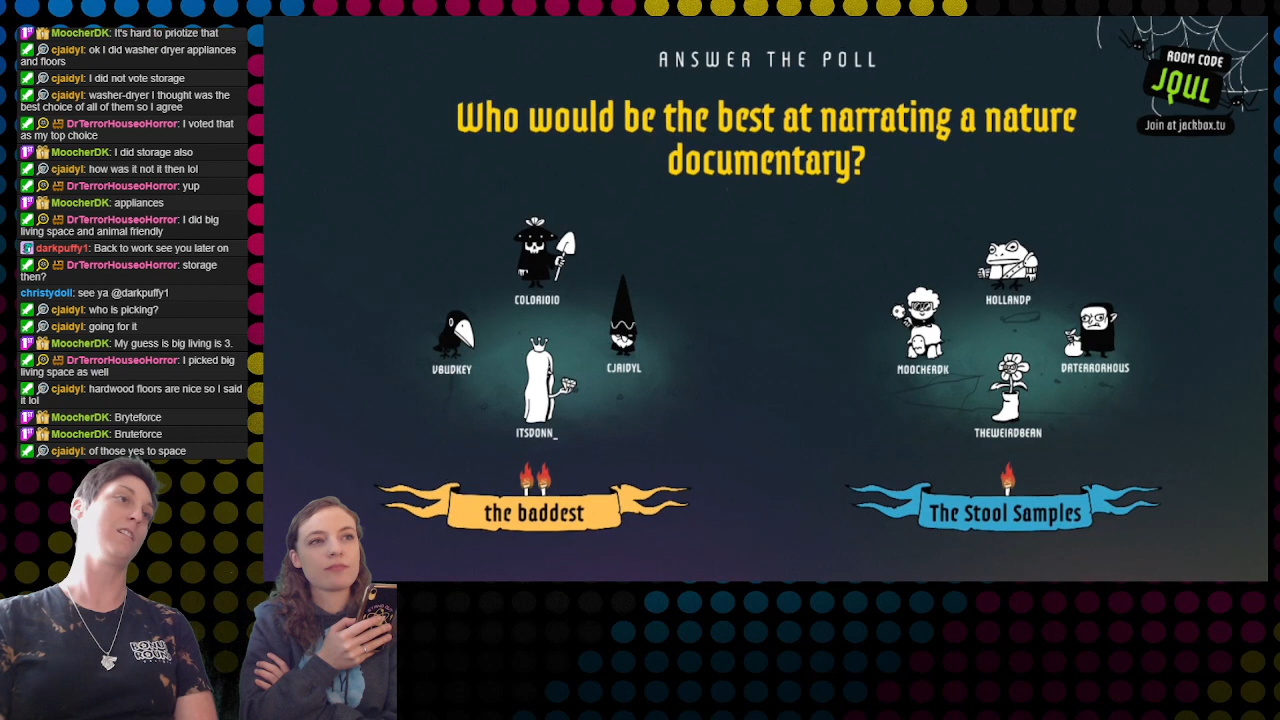 MoocherDK: It's hard to priotize that
cjaidyl: ok I did washer dryer appliances
and floors
cjaidyl: I did not vote storage
cjaidyl: washer-dryer I thought was the
best choice of all of them so I agree
DrTerrorHouseoHorror: I voted that
as my top choice
MoocherDK: I did storage also
cjaidyl: how was it not it then lol
DrTerrorHouseoHorror: yup
MoocherDK: appliances
DrTerrorHouseoHorror: I did big
living space and animal friendly
darkpuffy1: Back to work see you later on
DrTerrorHouseoHorror: storage
then?
christydoll: see ya @darkpuffy1
cjaidyl: who is picking?
cjaidyl: going for it
MoocherDK: My guess is big living is 3.
DrTerrorHouseoHorror: I picked big
living space as well
cjaidyl: hardwood floors are nice so I said
it lol
MoocherDK: Bryteforce
MoocherDK: Bruteforce
cjaidyl: of those yes to space
ANSWER THE POLL
Who would be the best at narrating a nature
documentary?
ROOM CODE
JQUL
Join at jackbox.tv
COLORIOIO
VBUDKEY
CJAIDYL
ITSDONN_
HOLLANDP
MOOCHERDK
DRTERRORHOUS
THEWEIRDBEAN
the baddest
The Stool Samples